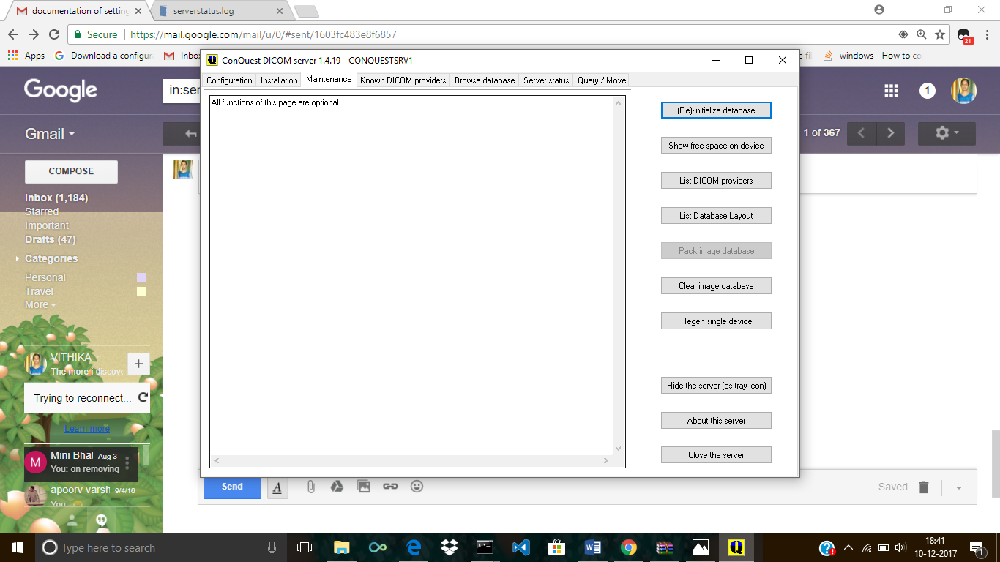 documentation of setting
serverstatus.log
Secure
https://mail.google.com/mail/u/0/#sent/1603fc483e8f6857
21
Apps
Download a configur
Inbo
e fil
windows - How to co
ConQuest DICOM server 1.4.19 - CONQUESTSRV1
Configuration
Installation
Maintenance
Known DICOM providers
Browse database
Server status
Query / Move
All functions of this page are optional.
(Re)-initialize database
Show free space on device
List DICOM providers
List Database Layout
Pack image database
Clear image database
Regen single device
Hide the server (as tray icon)
About this server
Close the server
Google
in:sen
1
Gmail
1 of 367
COMPOSE
Inbox (1,184)
Starred
Important
Drafts (47)
Categories
Personal
Travel
More
VITHIKA
The more i discove
Trying to reconnect...
Learn more
M
Mini Bhat
Aug 3
You: on removing
apoorv varsh
9/4/16
You:
Send
A
Saved
Type here to search
18:41
10-12-2017
1